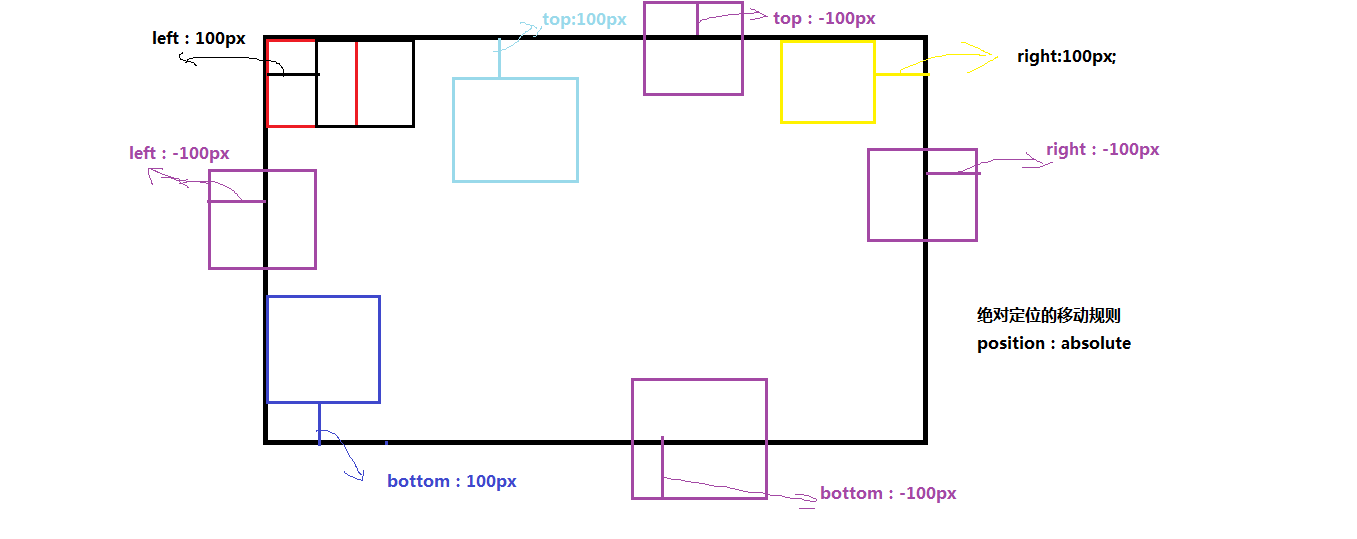 top:100px
top : -100px
left : 100px
right:100px;
left : -100px
right : -100px
绝对定位的移动规则
position : absolute
bottom : 100px
bottom : -100px